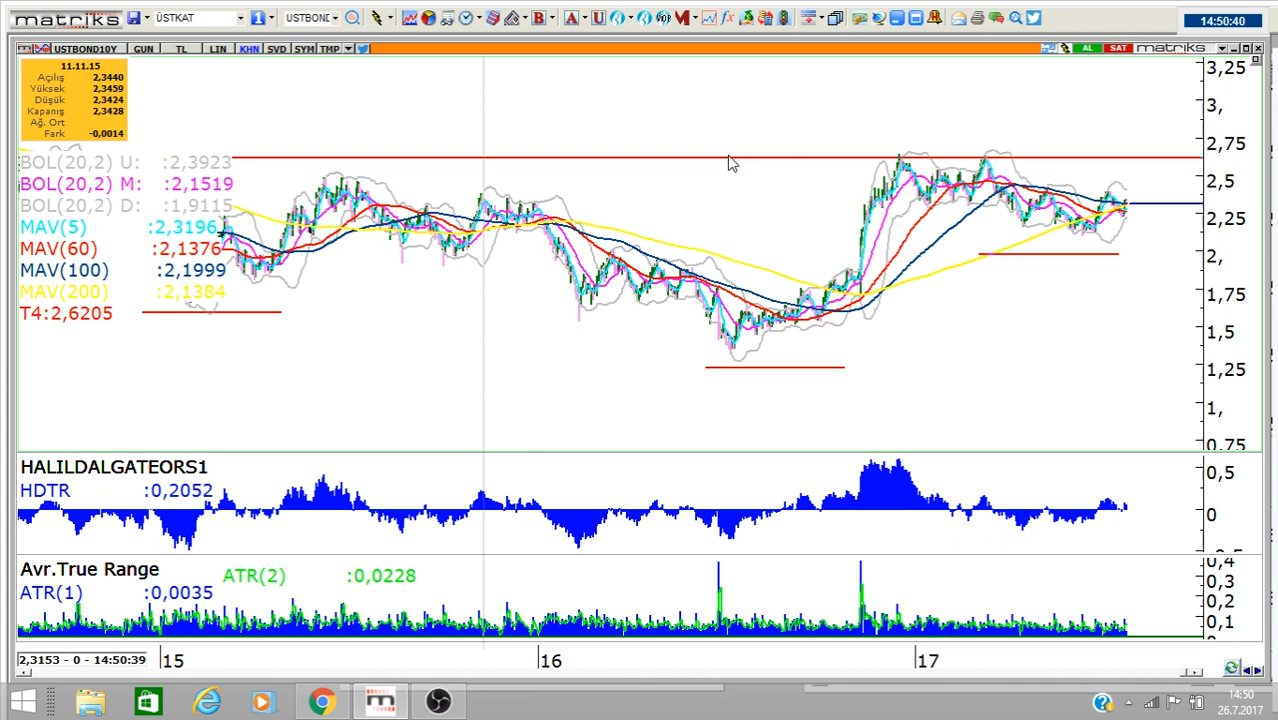 matriks ÜSTKAT 1 USTBOND B A U fx 14:50:40
USTBOND10Y GUN TL LIN KHN SVD SYM TMP AL SAT matriks
11.11.15
Açılış 2,3440
Yüksek 2,3459
Düşük 2,3424
Kapanış 2,3428
Ağ. Ort
Fark -0,0014
BOL(20,2) U: :2,3923
BOL(20,2) M: :2,1519
BOL(20,2) D: :1,9115
MAV(5) :2,3196
MAV(60) :2,1376
MAV(100) :2,1999
MAV(200) :2,1384
T4:2,6205
3,25
3,
2,75
2,5
2,25
2,
1,75
1,5
1,25
1,
0,75
HALILDALGATEORS1
HDTR :0,2052
0,5
0
-0,5
Avr.True Range
ATR(2) :0,0228
ATR(1) :0,0035
0,4
0,3
0,2
0,1
2,3153 - 0 - 14:50:39
15 16 17
14:50
26.7.2017